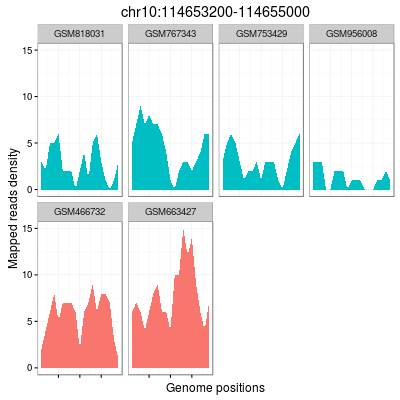 chr10:114653200-114655000
GSM818031 GSM767343 GSM753429 GSM956008
15
10
5
0
Mapped reads density
GSM466732 GSM663427
15
10
5
0
Genome positions